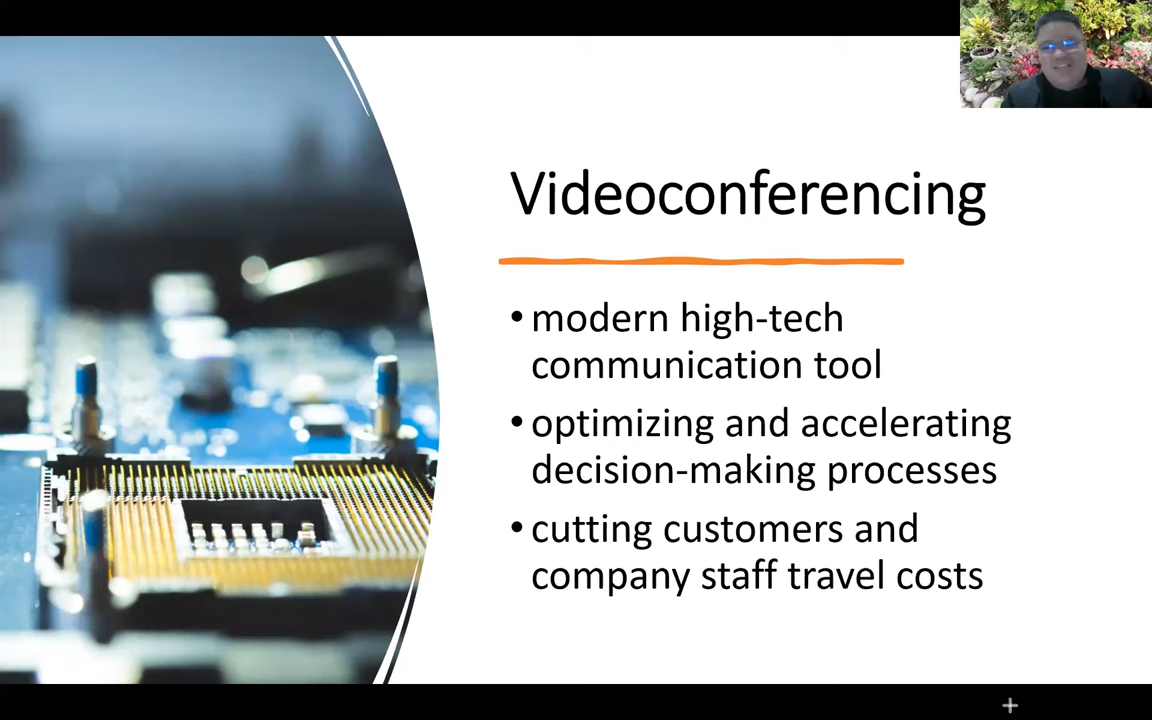 Videoconferencing
• modern high-tech
communication tool
• optimizing and accelerating
decision-making processes
• cutting customers and
company staff travel costs